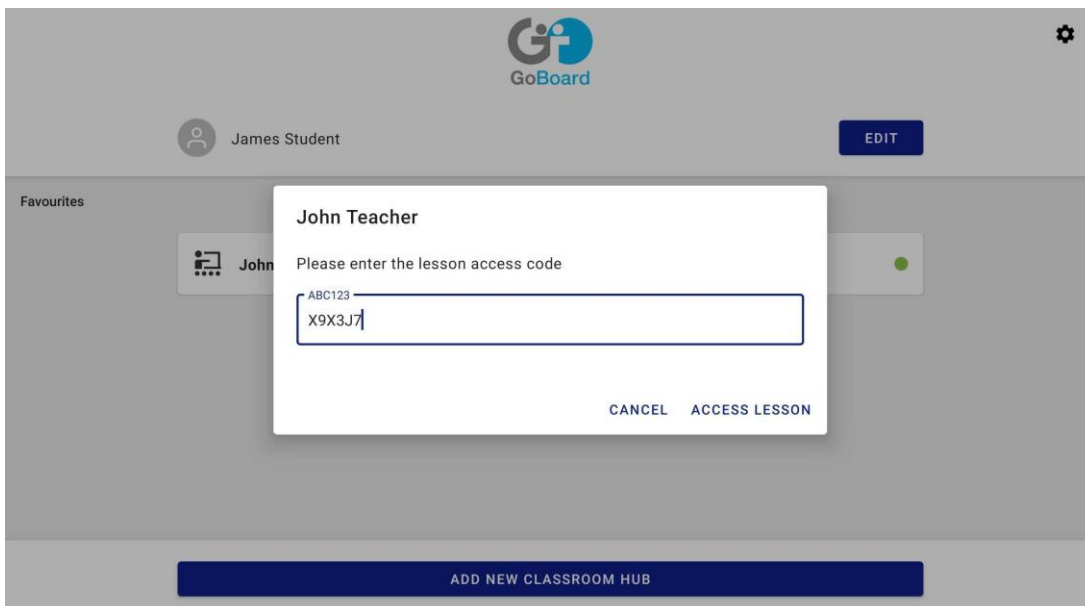 GoBoard
James Student
EDIT
Favourites
John
John Teacher
Please enter the lesson access code
ABC123
X9X3J7
CANCEL ACCESS LESSON
ADD NEW CLASSROOM HUB